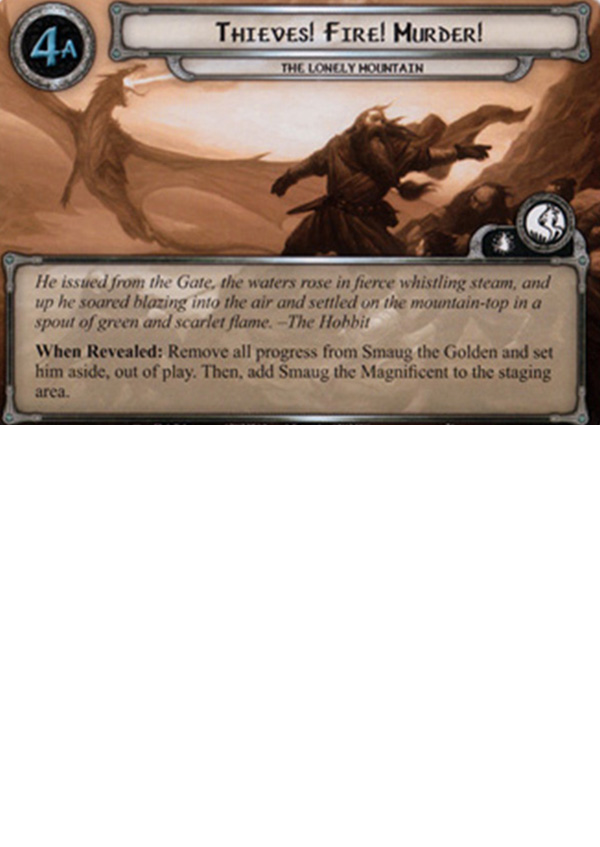 4A
THIEVES! FIRE! MURDER!
THE LONELY MOUNTAIN
He issued from the Gate, the waters rose in fierce whistling steam, and
up he soared blazing into the air and settled on the mountain-top in a
spout of green and scarlet flame. –The Hobbit
When Revealed: Remove all progress from Smaug the Golden and set
him aside, out of play. Then, add Smaug the Magnificent to the staging
area.